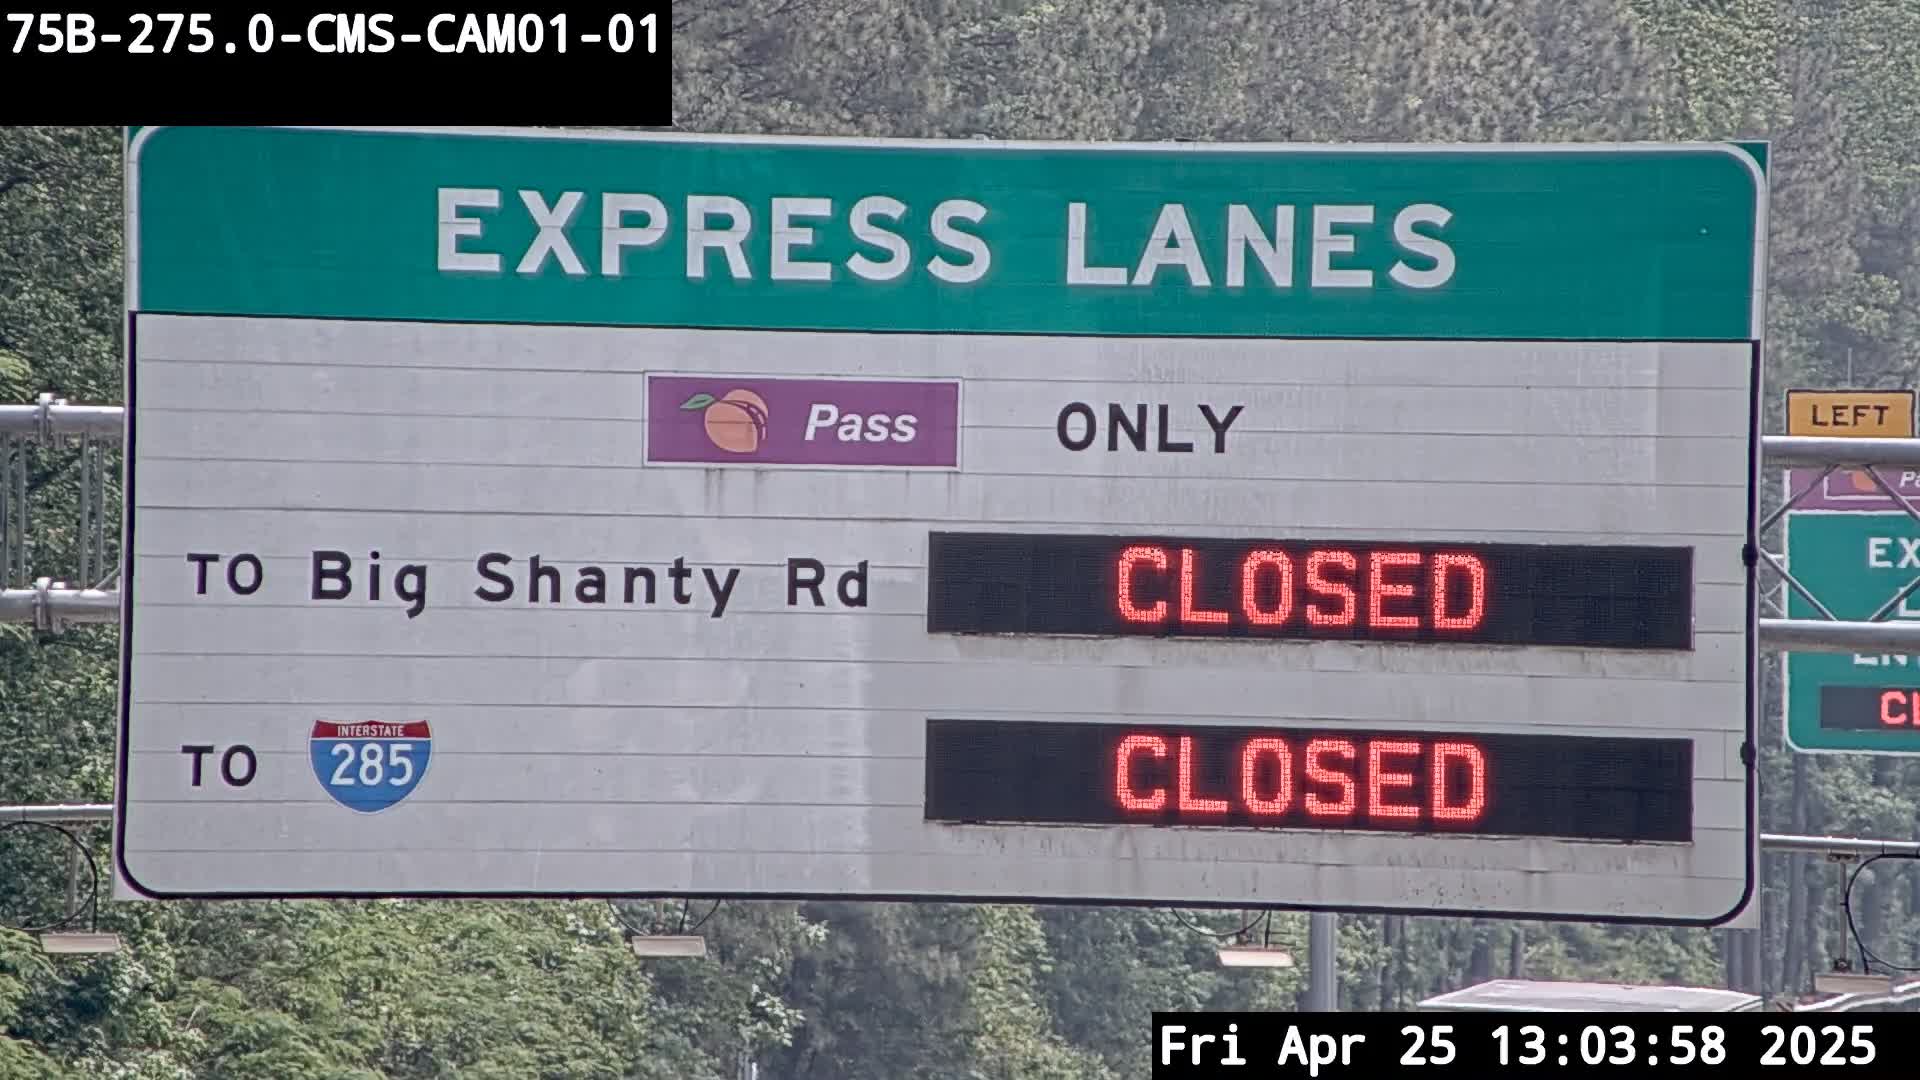 75B-275.0-CMS-CAM01-01
EXPRESS LANES
Pass ONLY
TO Big Shanty Rd CLOSED
TO INTERSTATE 285 CLOSED
LEFT
EX
Fri Apr 25 13:03:58 2025